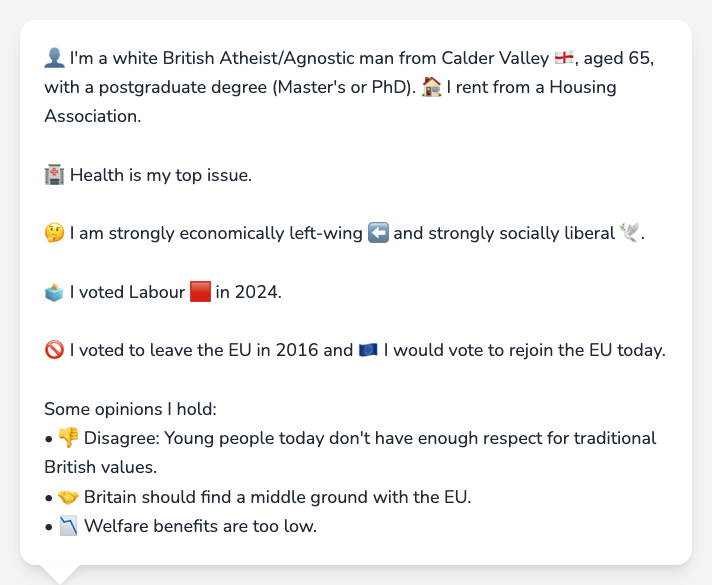 👤 I'm a white British Atheist/Agnostic man from Calder Valley 🏴󠁧󠁢󠁥󠁮󠁧󠁿, aged 65,
with a postgraduate degree (Master's or PhD). 🏠 I rent from a Housing
Association.
🏥 Health is my top issue.
🤔 I am strongly economically left-wing ⬅️ and strongly socially liberal 🕊️.
🗳️ I voted Labour 🟥 in 2024.
🚫 I voted to leave the EU in 2016 and 🇪🇺 I would vote to rejoin the EU today.
Some opinions I hold:
• 👎 Disagree: Young people today don't have enough respect for traditional
British values.
• 🤝 Britain should find a middle ground with the EU.
• 📉 Welfare benefits are too low.